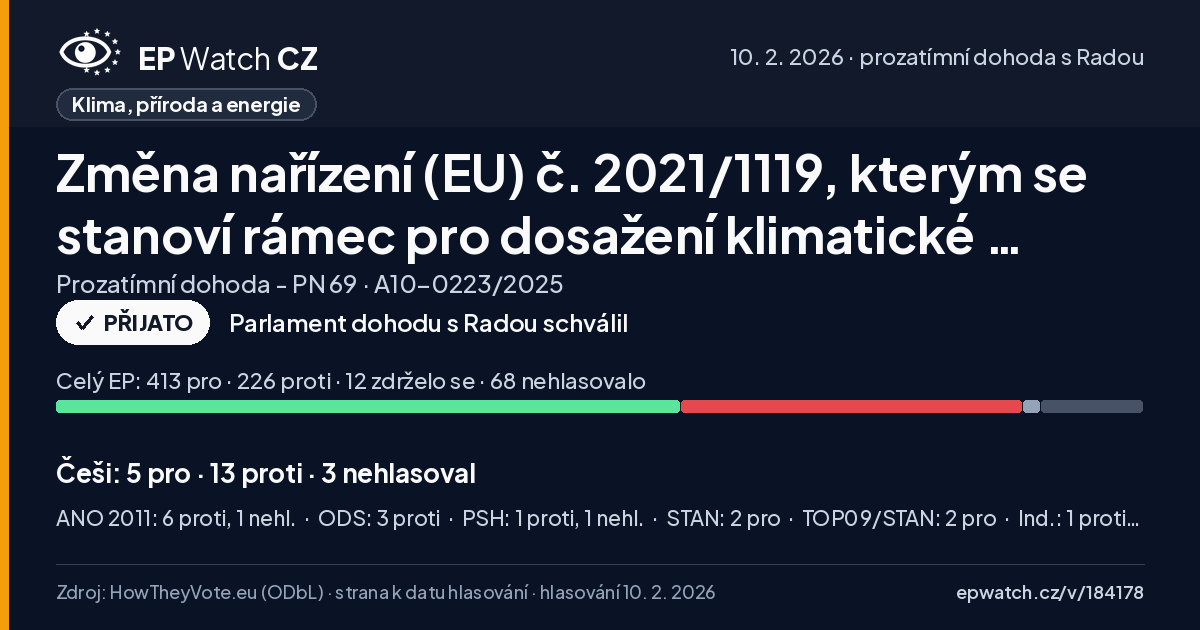 EP Watch CZ
10. 2. 2026 · prozatímní dohoda s Radou
Klima, příroda a energie
Změna nařízení (EU) č. 2021/1119, kterým se
stanoví rámec pro dosažení klimatické …
Prozatímní dohoda - PN 69 · A10–0223/2025
✓ PŘIJATO
Parlament dohodu s Radou schválil
Celý EP: 413 pro · 226 proti · 12 zdrželo se · 68 nehlasovalo
Češi: 5 pro · 13 proti · 3 nehlasoval
ANO 2011: 6 proti, 1 nehl. · ODS: 3 proti · PSH: 1 proti, 1 nehl. · STAN: 2 pro · TOP09/STAN: 2 pro · Ind.: 1 proti…
Zdroj: HowTheyVote.eu (ODbL) · strana k datu hlasování · hlasování 10. 2. 2026
epwatch.cz/v/184178